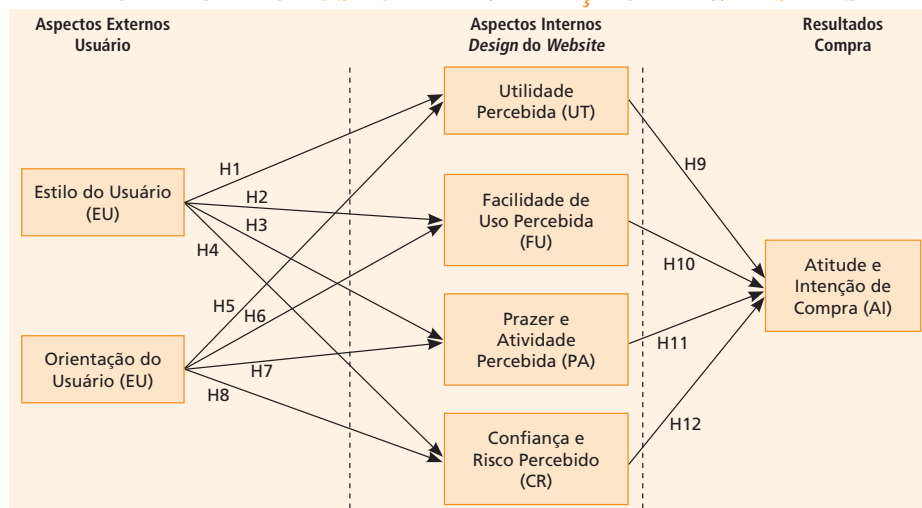 Aspectos Externos
Usuário
Aspectos Internos
Design do Website
Resultados
Compra
Utilidade
Percebida (UT)
H1
H9
Estilo do Usuário
(EU)
H2
H3
H4
Facilidade de
Uso Percebida
(FU)
H10
Atitude e
Intenção de
Compra (AI)
H5
H6
Prazer e
Atividade
Percebida (PA)
H11
Orientação do
Usuário (EU)
H7
H8
H12
Confiança e
Risco Percebido
(CR)